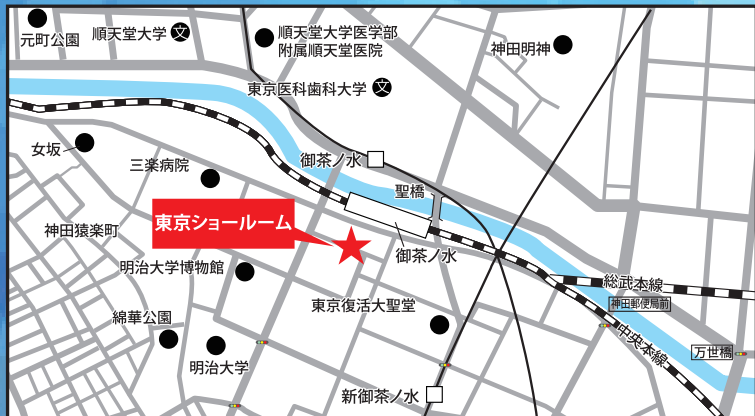 元町公園
順天堂大学
文
順天堂大学医学部
附属順天堂医院
神田明神
東京医科歯科大学
文
女坂
三楽病院
御茶ノ水
聖橋
神田猿楽町
東京ショールーム
御茶ノ水
明治大学博物館
総武本線
神田郵便局前
綿華公園
東京復活大聖堂
中央本線
万世橋
明治大学
新御茶ノ水